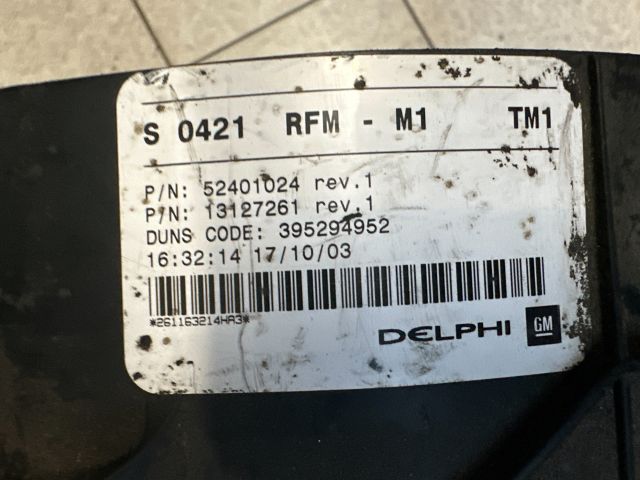 S 0421 RFM - M1 TM1
P/N: 52401024 rev.1
P/N: 13127261 rev.1
DUNS CODE: 395294952
16:32:14 17/10/03
*261163214HA3*
DELPHI GM